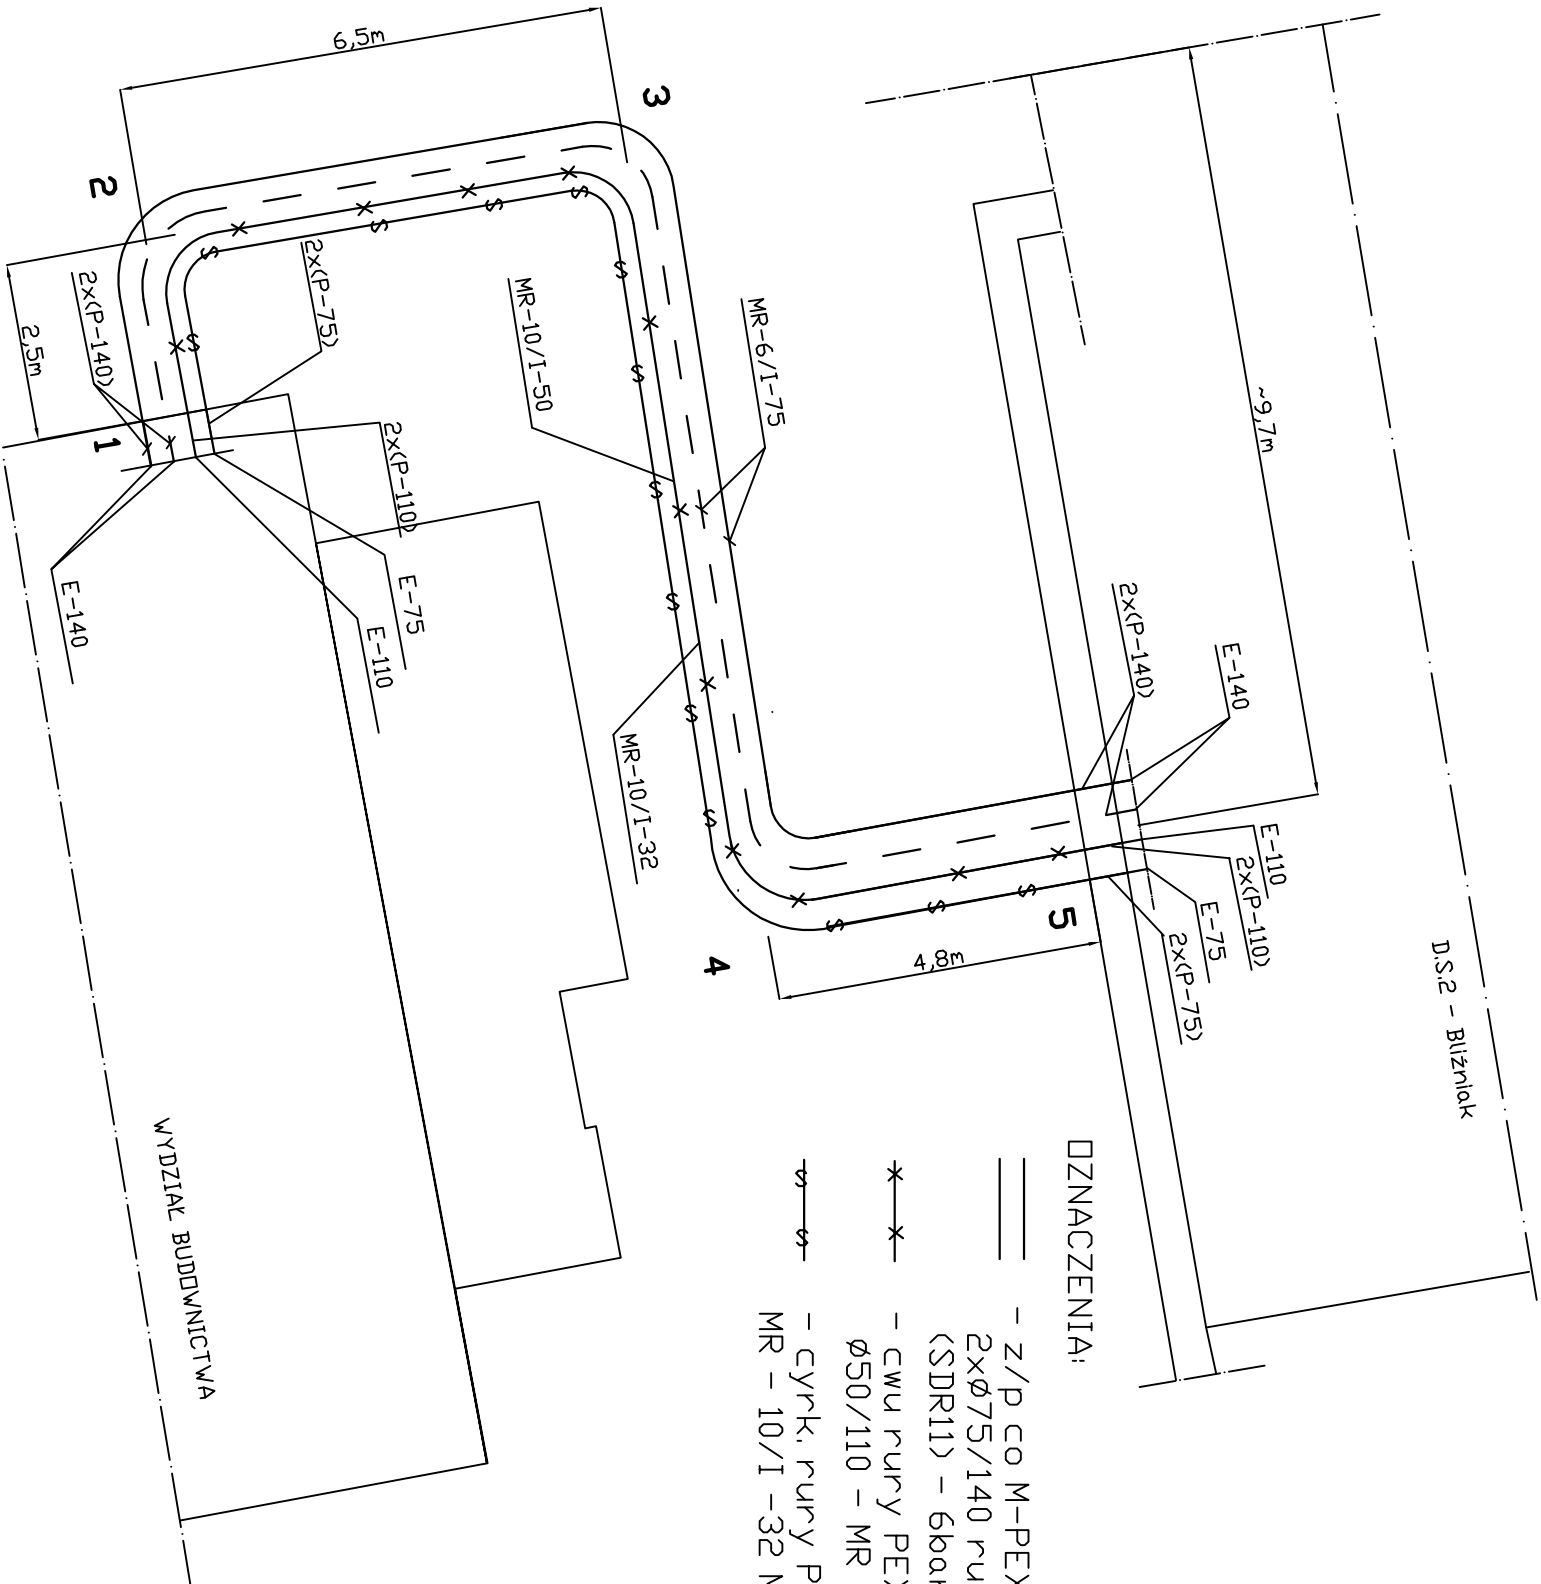 6,5m
3
2
2,5m
2x(P-140)
2x(P-75)
1
2x(P-110)
E-140
E-75
E-110
MR-10/I-50
MR-6/I-75
MR-10/I-32
~9,7m
2x(P-140)
E-140
E-110
2x(P-110)
E-75
2x(P-75)
5
4
4,8m
D.S.2 - Bliźniak
WYDZIAŁ BUDOWNICTWA
OZNACZENIA:
- z/p co M-PEX
2xø75/140 ru
(SDR11) - 6bar
- cwu rury PEX
ø50/110 - MR
- cyrk. rury P
MR - 10/I -32